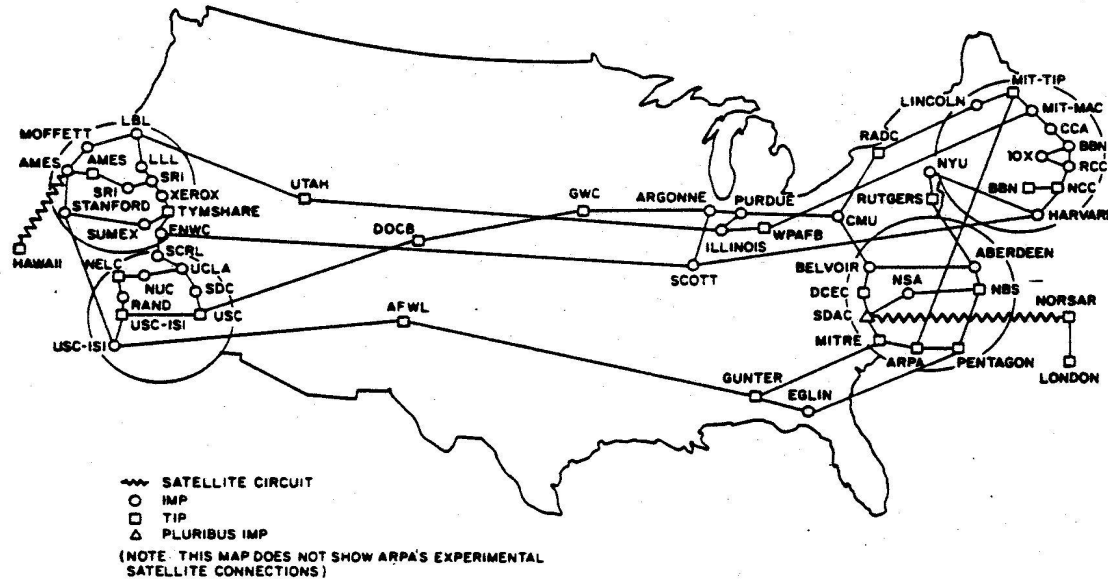 MIT-TIP
LINCOLN
MIT-MAC
CCA
BBN
10X
RCC
BBN
NCC
HARVARD
RADC
NYU
RUTGERS
MOFFETT
LBL
AMES
AMES
LLL
SRI
SRI
XEROX
STANFORD
TYMSHARE
SUMEX
FNWC
HAWAII
SCRL
NELC
UCLA
NUC
SDC
RAND
USC-ISI
USC
USC-ISI
UTAH
DOCB
GWC
ARGONNE
PURDUE
ILLINOIS
WPAFB
CMU
SCOTT
AFWL
BELVOIR
ABERDEEN
DCEC
NSA
NBS
SDAC
NORSAR
MITRE
ARPA
PENTAGON
LONDON
GUNTER
EGLIN
SATELLITE CIRCUIT
IMP
TIP
PLURIBUS IMP
(NOTE: THIS MAP DOES NOT SHOW ARPA'S EXPERIMENTAL
SATELLITE CONNECTIONS)